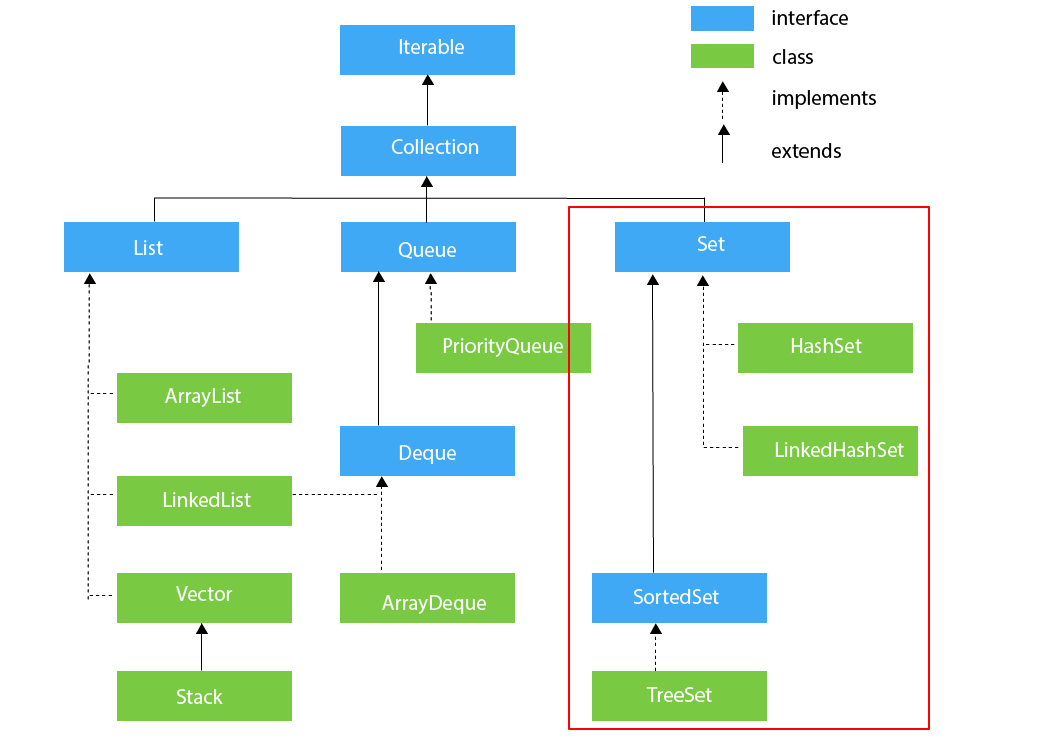 interface
Iterable
class
implements
Collection
extends
List
Queue
Set
PriorityQueue
HashSet
ArrayList
Deque
LinkedHashSet
LinkedList
Vector
ArrayDeque
SortedSet
Stack
TreeSet